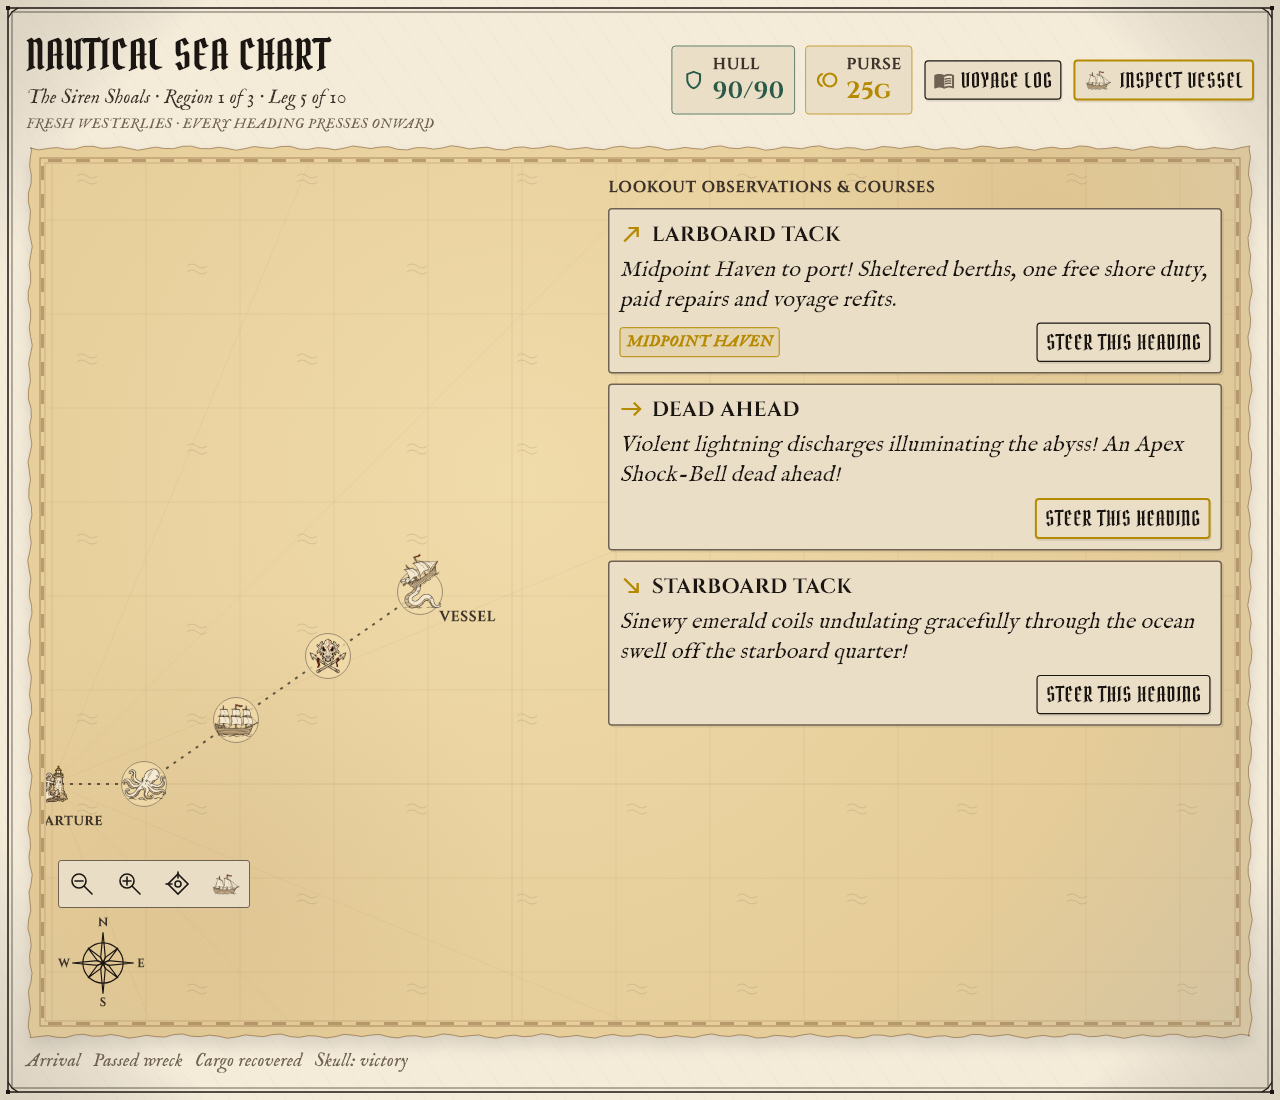 NAUTICAL SEA CHART
The Siren Shoals · Region 1 of 3 · Leg 5 of 10
FRESH WESTERLIES · EVERY HEADING PRESSES ONWARD
HULL
90/90
PURSE
25G
VOYAGE LOG
INSPECT VESSEL
LOOKOUT OBSERVATIONS & COURSES
LARBOARD TACK
Midpoint Haven to port! Sheltered berths, one free shore duty,
paid repairs and voyage refits.
MIDPOINT HAVEN
STEER THIS HEADING
DEAD AHEAD
Violent lightning discharges illuminating the abyss! An Apex
Shock-Bell dead ahead!
STEER THIS HEADING
STARBOARD TACK
Sinewy emerald coils undulating gracefully through the ocean
swell off the starboard quarter!
STEER THIS HEADING
VESSEL
ARTURE
N
W E
S
Arrival Passed wreck Cargo recovered Skull: victory